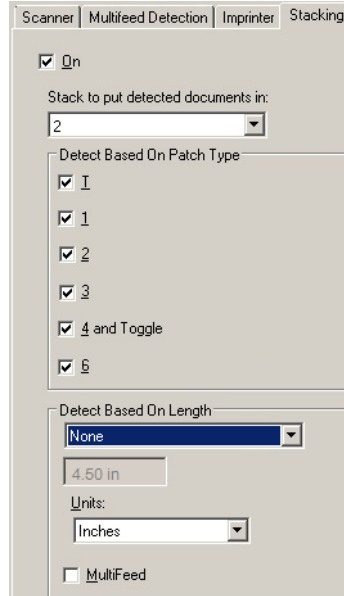 Scanner Multifeed Detection Imprinter Stacking
On
Stack to put detected documents in:
2
Detect Based On Patch Type
T
1
2
3
4 and Toggle
6
Detect Based On Length
None
4.50 in
Units:
Inches
MultiFeed